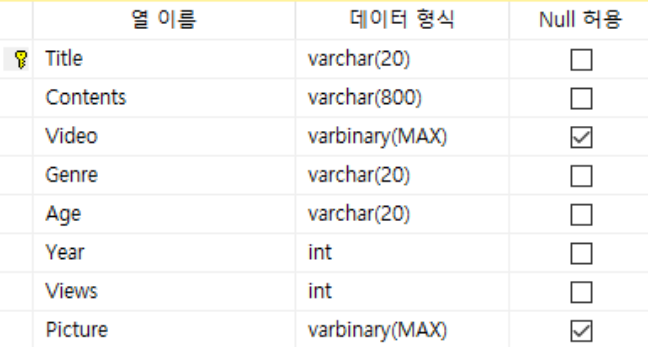 열 이름 데이터 형식 Null 허용
Title varchar(20)
Contents varchar(800)
Video varbinary(MAX)
Genre varchar(20)
Age varchar(20)
Year int
Views int
Picture varbinary(MAX)